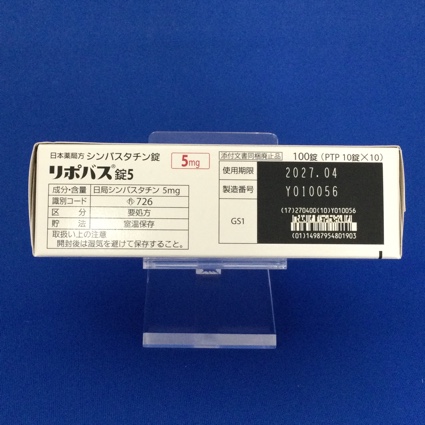 日本薬局方 シンバスタチン錠
リポバス®錠5
5mg
成分・含量 日局シンバスタチン 5mg
識別コード 726
区分 要処方
貯法 室温保存
取扱い上の注意
開封後は湿気を避けて保存すること。
添付文書同梱廃止品 100錠 (PTP 10錠×10)
使用期限 2027.04
製造番号 Y010056
GS1
(17)270400(10)Y010056
(01)14987954801903